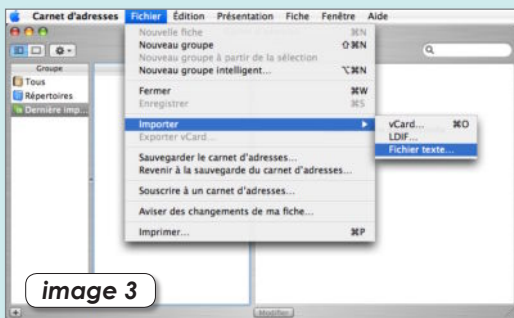 Carnet d'adresses Fichier Édition Présentation Fiche Fenêtre Aide
Nouvelle fiche ⌘N
Nouveau groupe ⇧⌘N
Nouveau groupe à partir de la sélection
Nouveau groupe intelligent... ⌥⌘N
Groupe
Tous
Répertoires
Dernière imp...
Fermer ⌘W
Enregistrer ⌘S
Importer
Exporter vCard...
vCard... ⌘O
LDIF...
Fichier texte...
Sauvegarder le carnet d'adresses...
Revenir à la sauvegarde du carnet d'adresses...
Souscrire à un carnet d'adresses...
Aviser des changements de ma fiche...
Imprimer... ⌘P
image 3
Modifier